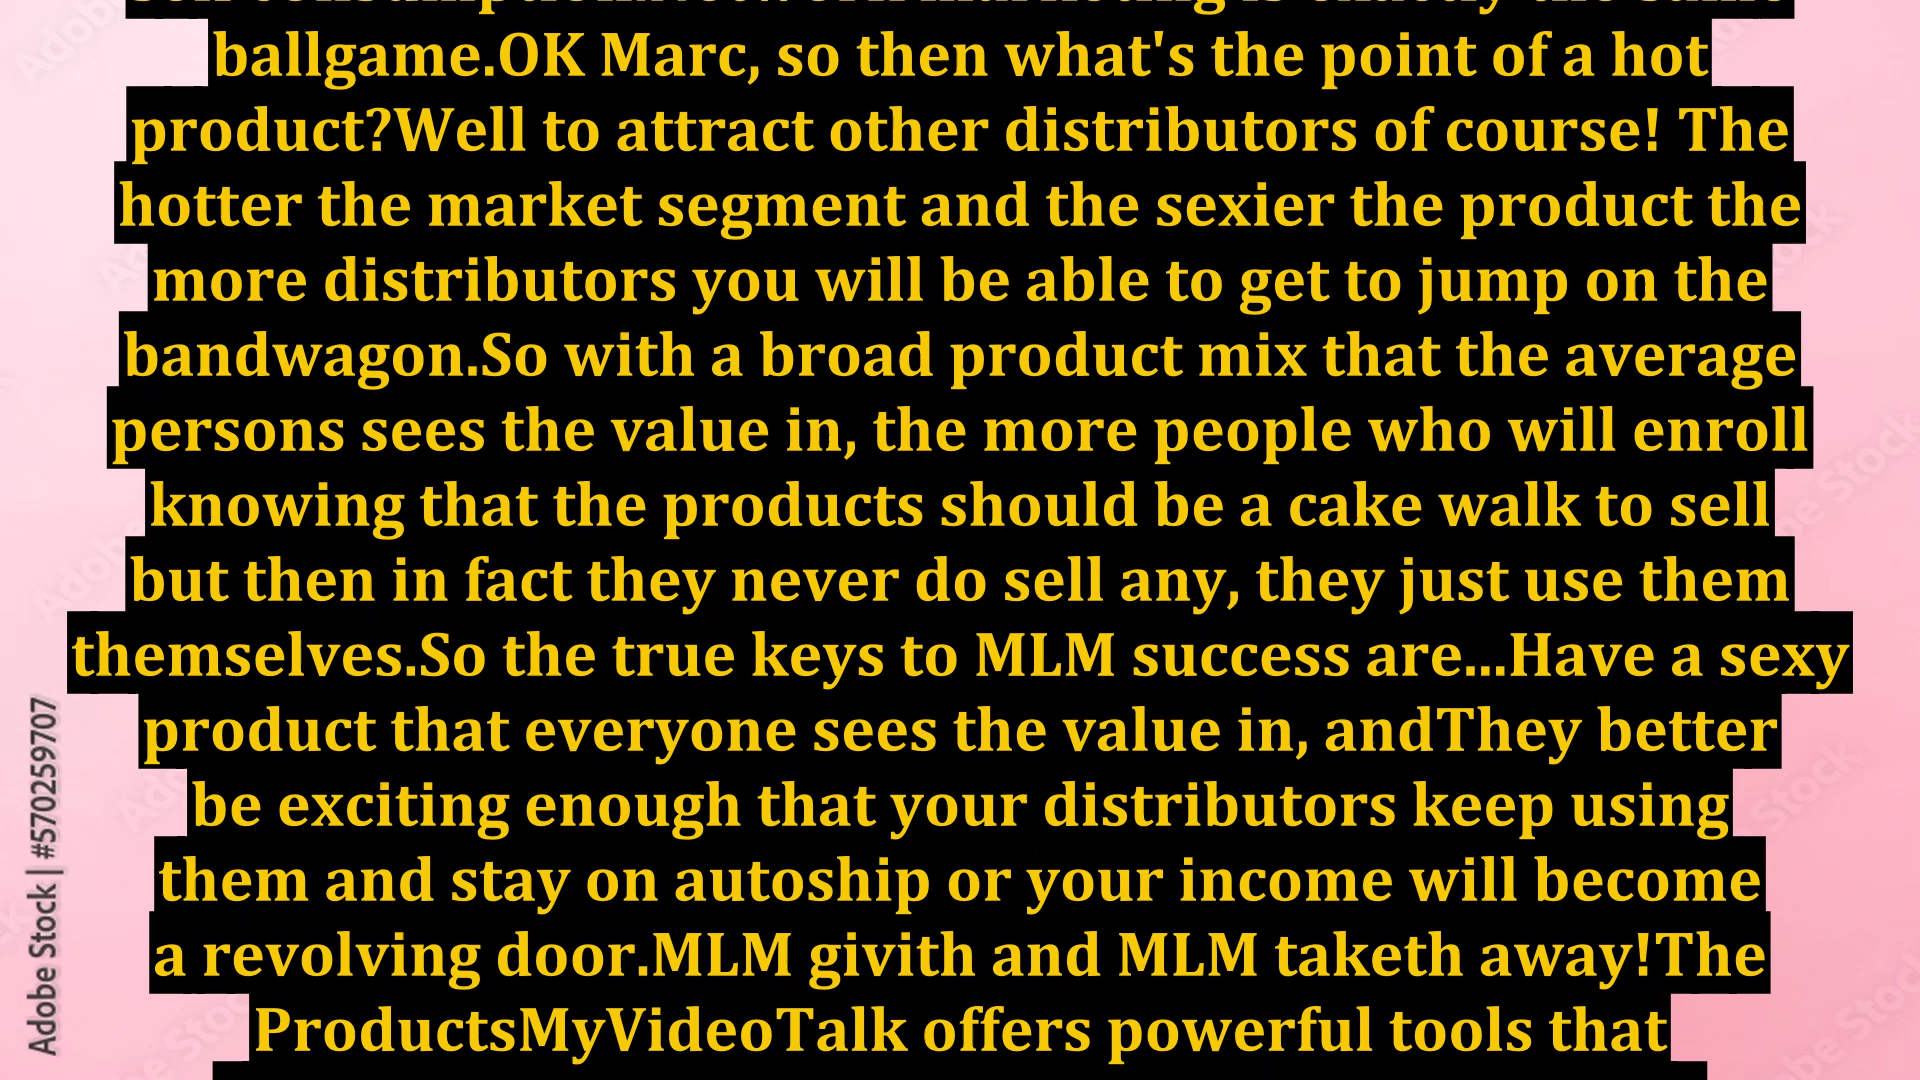 ballgame.OK Marc, so then what's the point of a hot
product?Well to attract other distributors of course! The
hotter the market segment and the sexier the product the
more distributors you will be able to get to jump on the
bandwagon.So with a broad product mix that the average
persons sees the value in, the more people who will enroll
knowing that the products should be a cake walk to sell
but then in fact they never do sell any, they just use them
themselves.So the true keys to MLM success are...Have a sexy
product that everyone sees the value in, andThey better
be exciting enough that your distributors keep using
them and stay on autoship or your income will become
a revolving door.MLM givith and MLM taketh away!The
ProductsMyVideoTalk offers powerful tools that
Adobe Stock | #570259707